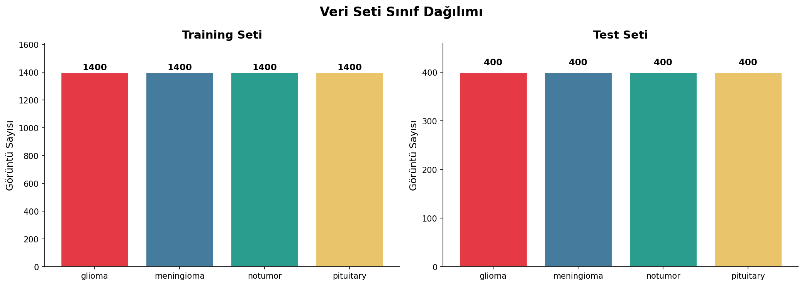 Veri Seti Sınıf Dağılımı
Training Seti
Görüntü Sayısı
1600
1400
1200
1000
800
600
400
200
0
1400
1400
1400
1400
glioma
meningioma
notumor
pituitary
Test Seti
Görüntü Sayısı
400
300
200
100
0
400
400
400
400
glioma
meningioma
notumor
pituitary